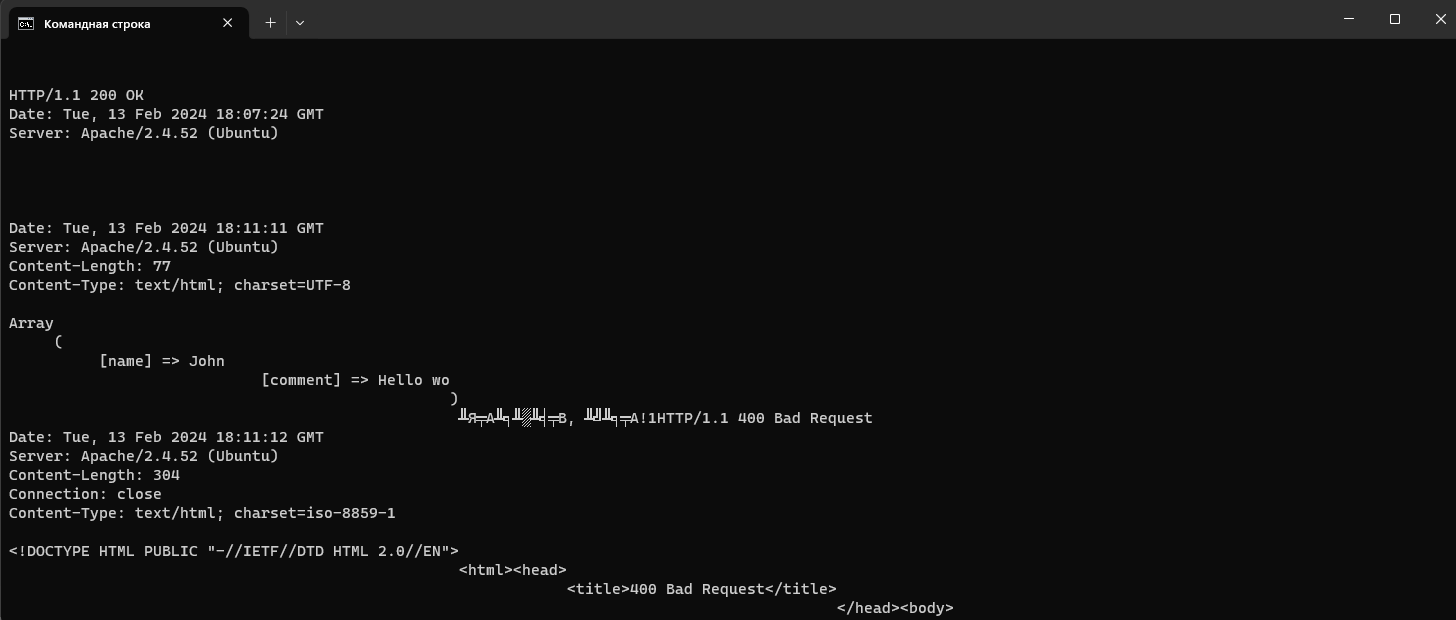 Командная строка
HTTP/1.1 200 OK
Date: Tue, 13 Feb 2024 18:07:24 GMT
Server: Apache/2.4.52 (Ubuntu)
Date: Tue, 13 Feb 2024 18:11:11 GMT
Server: Apache/2.4.52 (Ubuntu)
Content-Length: 77
Content-Type: text/html; charset=UTF-8
Array
(
[name] => John
[comment] => Hello wo
)
HTTP/1.1 400 Bad Request
Date: Tue, 13 Feb 2024 18:11:12 GMT
Server: Apache/2.4.52 (Ubuntu)
Content-Length: 304
Connection: close
Content-Type: text/html; charset=iso-8859-1
<!DOCTYPE HTML PUBLIC "-//IETF//DTD HTML 2.0//EN">
<html><head>
<title>400 Bad Request</title>
</head><body>